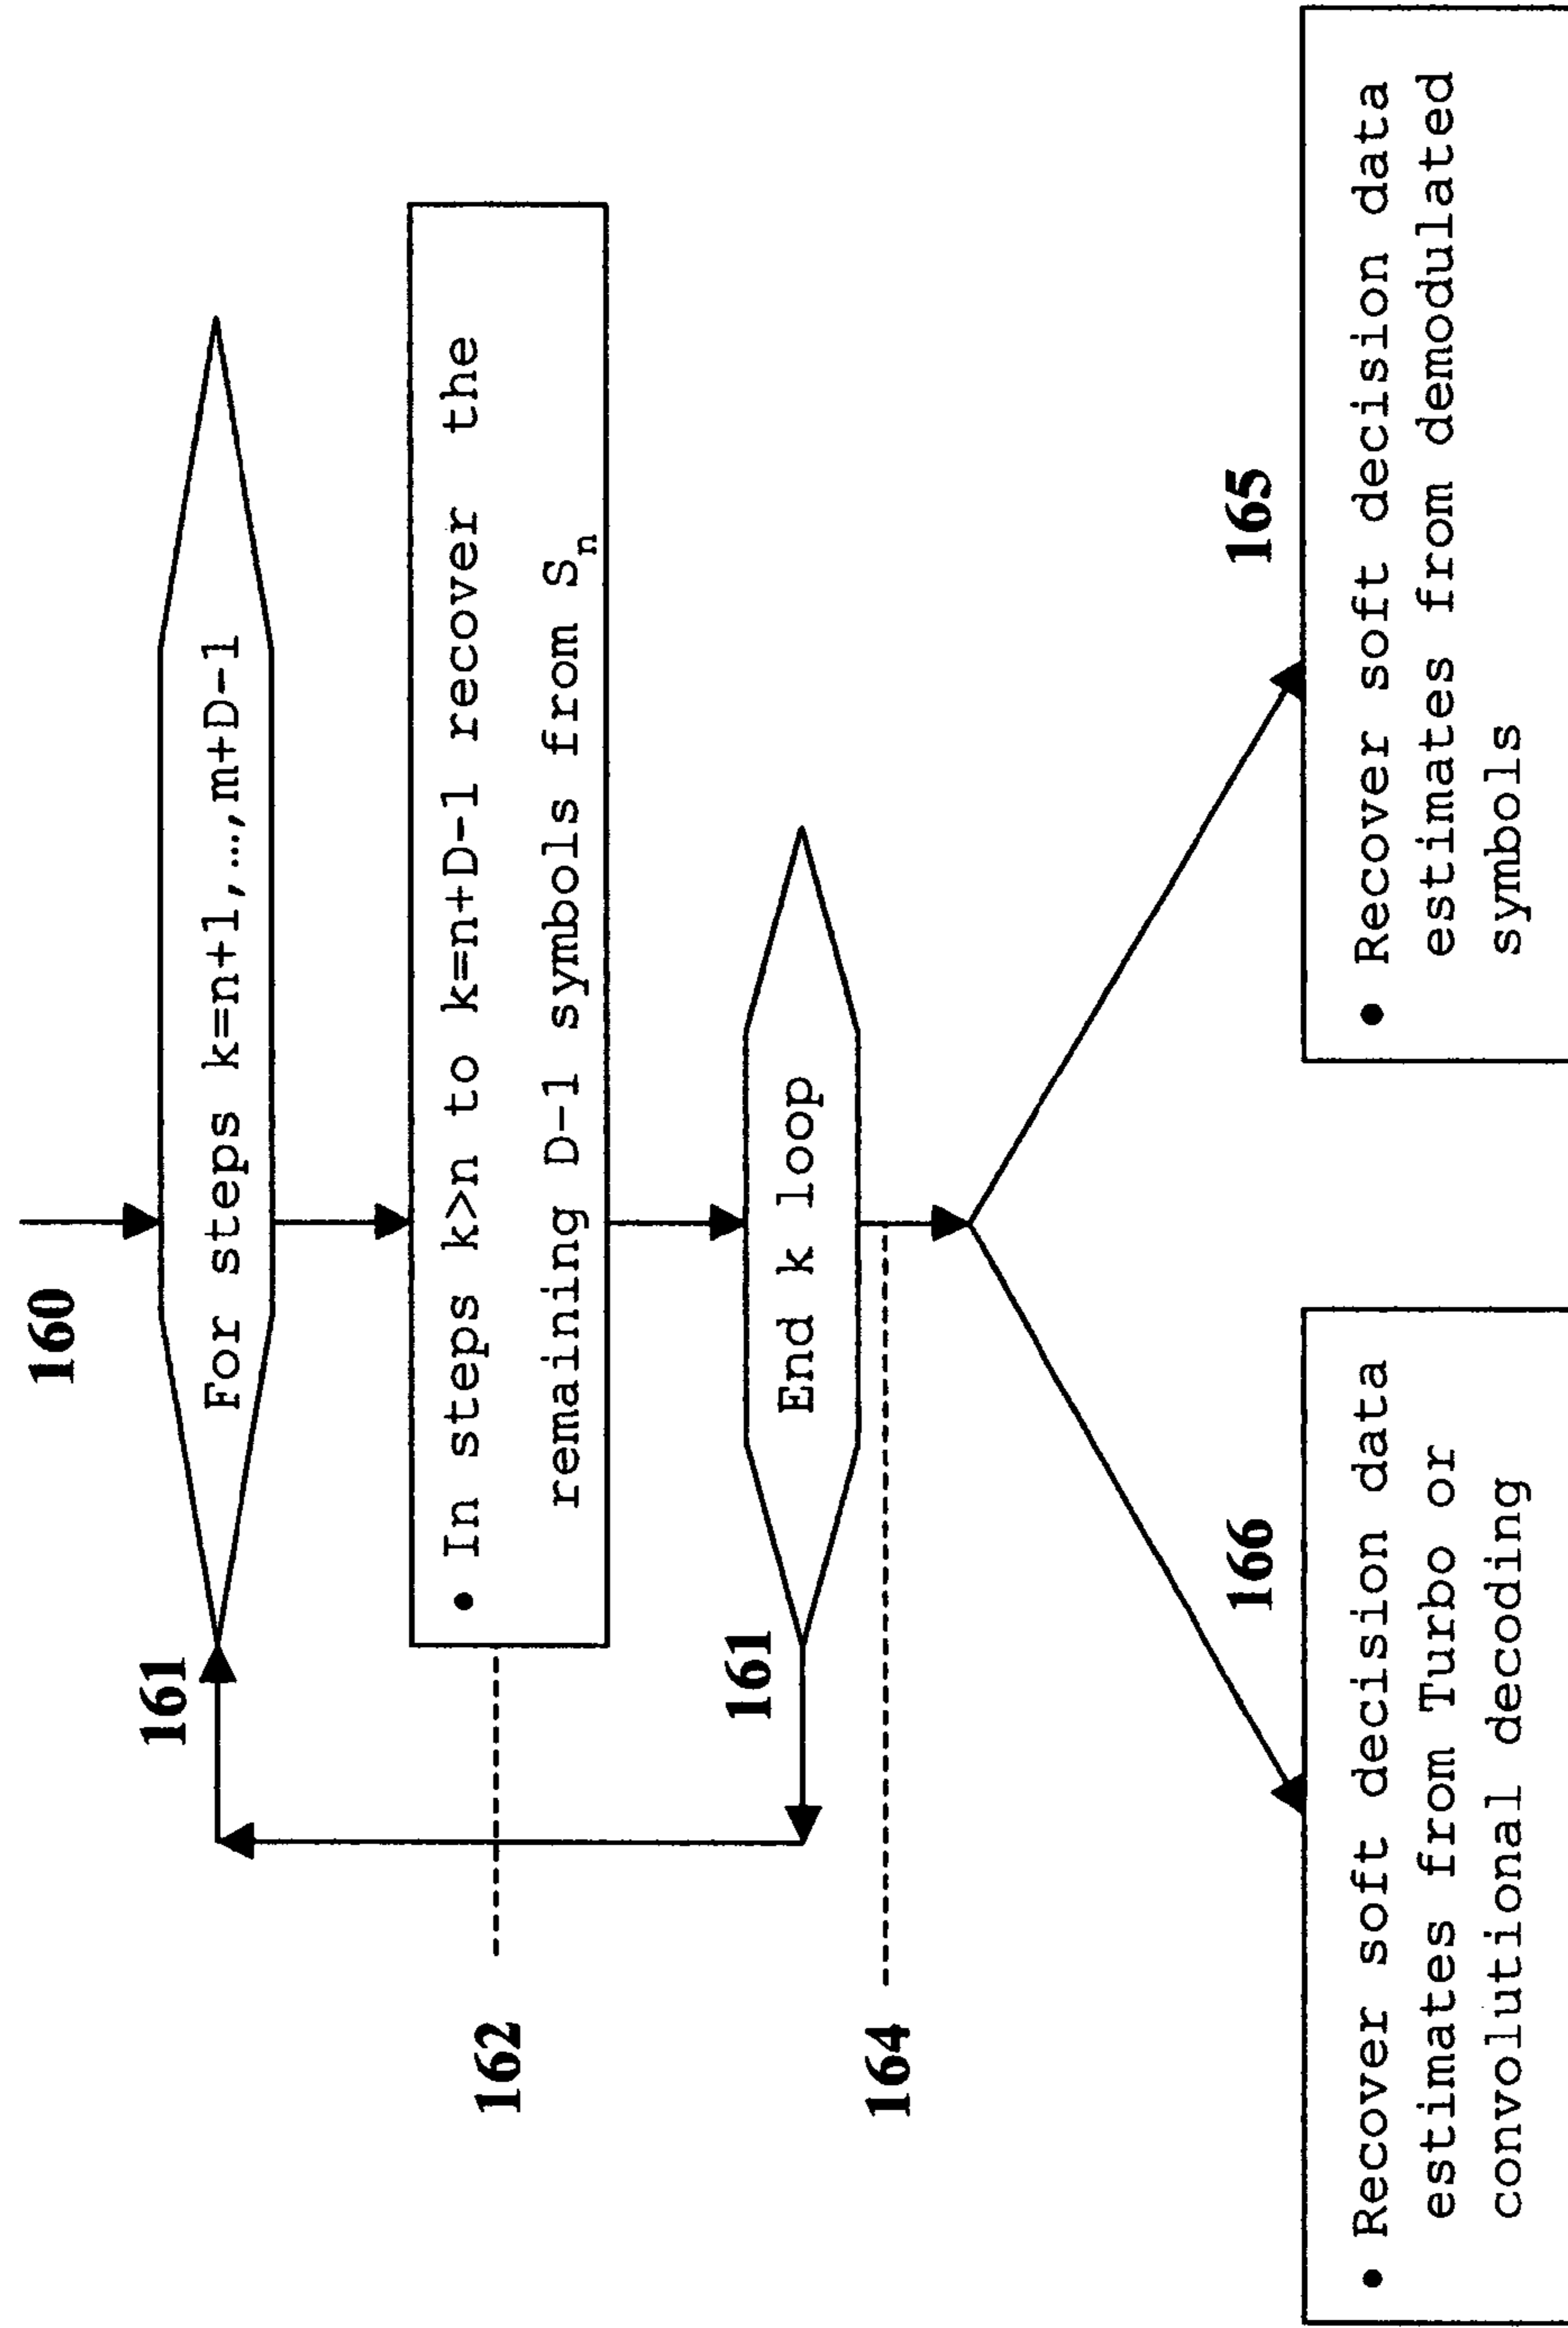 160
161
For steps k=n+1,…,m+D-1
162
• In steps k>n to k=n+D-1 recover the
remaining D-1 symbols from Sn
161
End k loop
164
166
• Recover soft decision data
estimates from Turbo or
convolutional decoding
165
• Recover soft decision data
estimates from demodulated
symbols